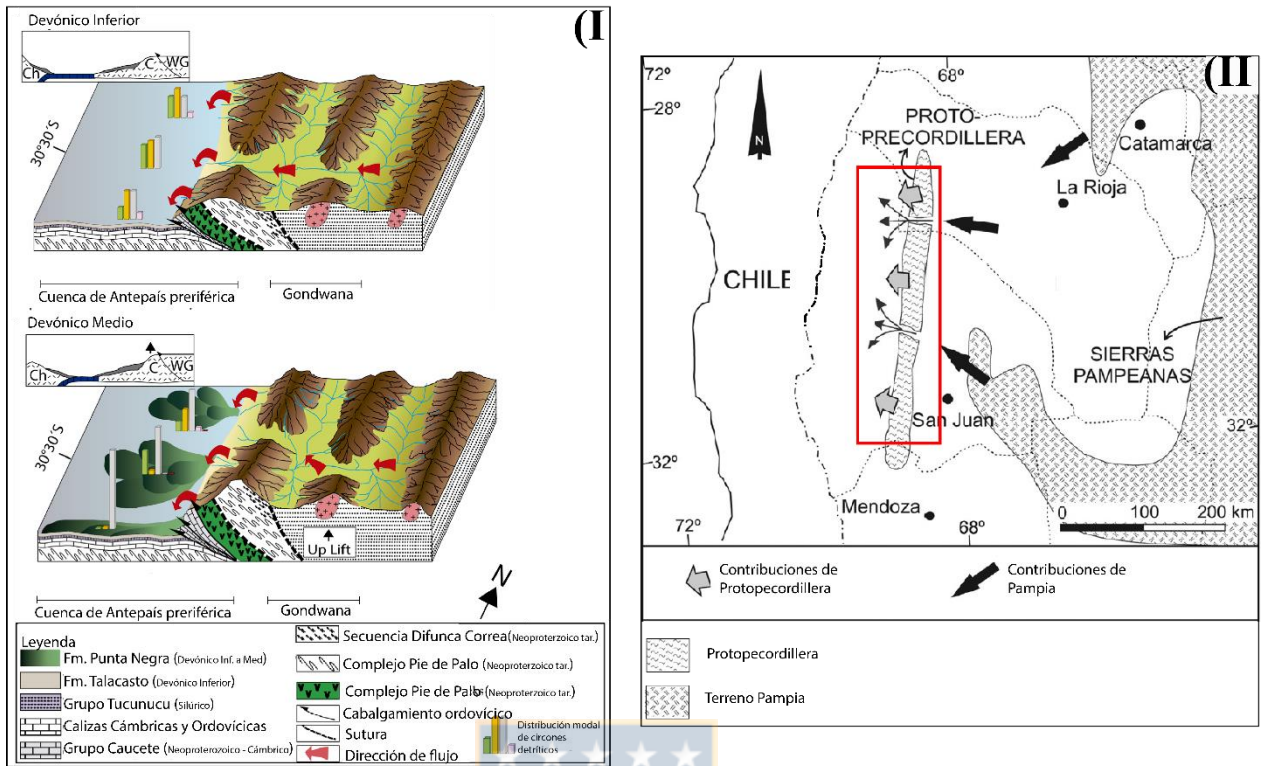 (I
Devónico Inferior
Ch
C
WG
30°30´S
Cuenca de Antepaís preriférica
Gondwana
Devónico Medio
Ch
C
WG
30°30´S
Up Lift
Cuenca de Antepaís preriférica
Gondwana
N
Leyenda
Fm. Punta Negra (Devónico Inf. a Med)
Fm. Talacasto (Devónico Inferior)
Grupo Tucunucu (Silúrico)
Calizas Cámbricas y Ordovícicas
Grupo Caucete (Neoproterozoico - Cámbrico)
Secuencia Difunca Correa (Neoproterzoico tar.)
Complejo Pie de Palo (Neoproterzoico tar.)
Complejo Pie de Palo (Neoproterzoico tar.)
Cabalgamiento ordovícico
Sutura
Dirección de flujo
Distribución modal
de circones
detríticos
(II
72°
68°
28°
N
PROTO-
PRECORDILLERA
Catamarca
La Rioja
CHILE
SIERRAS
PAMPEANAS
San Juan
32°
32°
Mendoza
0 100 200 km
72°
68°
Contribuciones de
Protopecordillera
Contribuciones de
Pampia
Protopecordillera
Terreno Pampia